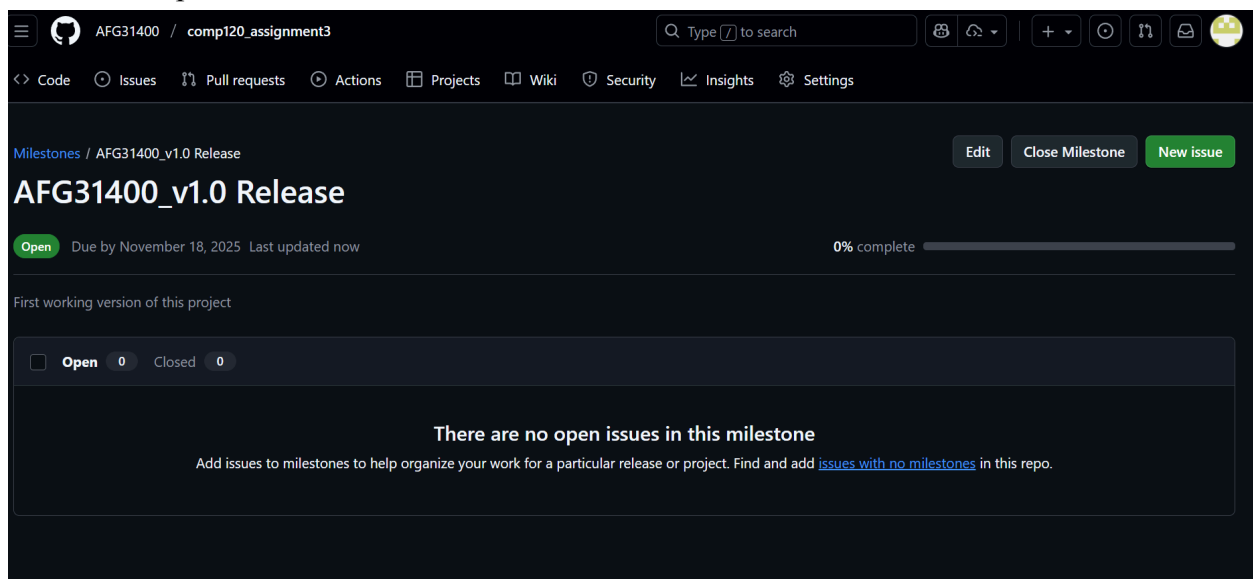 AFG31400 / comp120_assignment3
Type / to search
<> Code Issues Pull requests Actions Projects Wiki Security Insights Settings
Milestones / AFG31400_v1.0 Release
Edit Close Milestone New issue
AFG31400_v1.0 Release
Open Due by November 18, 2025 Last updated now 0% complete
First working version of this project
Open 0 Closed 0
There are no open issues in this milestone
Add issues to milestones to help organize your work for a particular release or project. Find and add issues with no milestones in this repo.